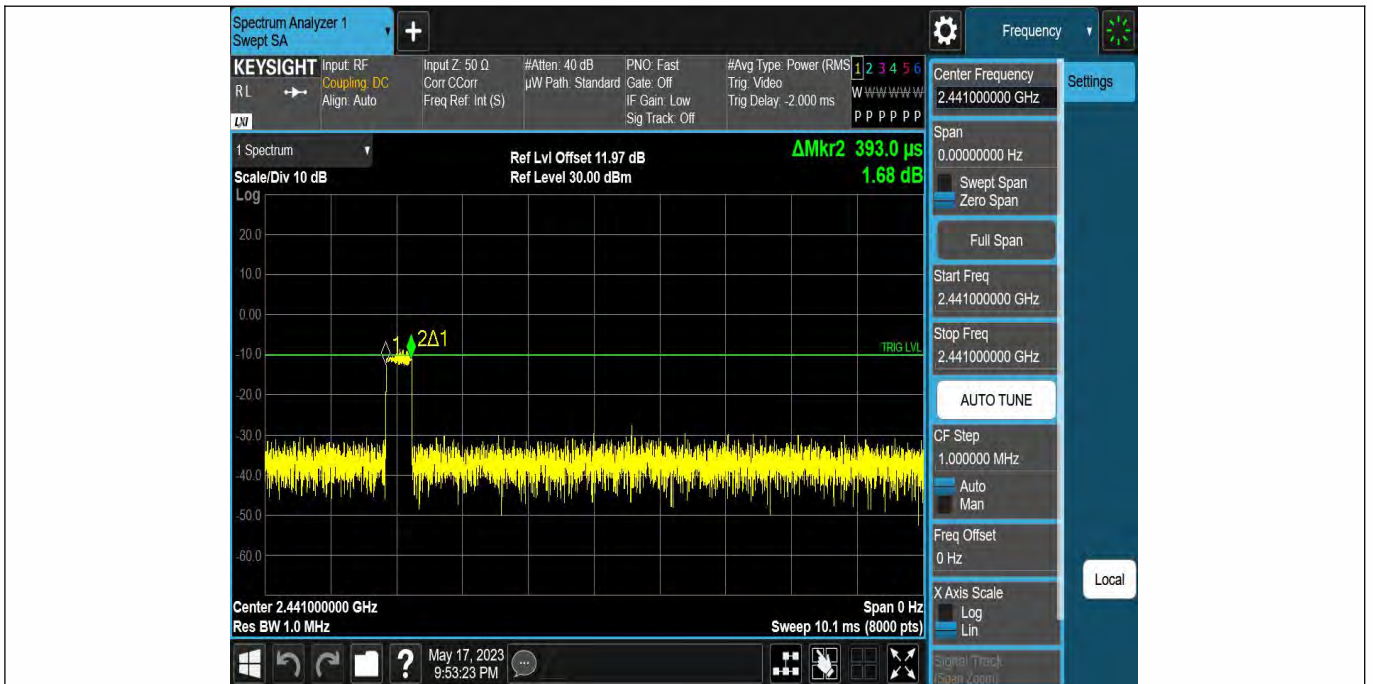 Spectrum Analyzer 1
Swept SA
Frequency
KEYSIGHT
RL
LXI
Input: RF
Coupling: DC
Align: Auto
Input Z: 50 Ω
Corr CCorr
Freq Ref: Int (S)
#Atten: 40 dB
µW Path: Standard
PNO: Fast
Gate: Off
IF Gain: Low
Sig Track: Off
#Avg Type: Power (RMS
Trig: Video
Trig Delay: -2.000 ms
1 2 3 4 5 6
W W W W W W
P P P P P P
1 Spectrum
Scale/Div 10 dB
Log
Ref Lvl Offset 11.97 dB
Ref Level 30.00 dBm
ΔMkr2 393.0 µs
1.68 dB
20.0
10.0
0.00
-10.0
-20.0
-30.0
-40.0
-50.0
-60.0
1
2Δ1
TRIG LVL
Center 2.441000000 GHz
Res BW 1.0 MHz
Span 0 Hz
Sweep 10.1 ms (8000 pts)
May 17, 2023
9:53:23 PM
Center Frequency
2.441000000 GHz
Span
0.00000000 Hz
Swept Span
Zero Span
Full Span
Start Freq
2.441000000 GHz
Stop Freq
2.441000000 GHz
AUTO TUNE
CF Step
1.000000 MHz
Auto
Man
Freq Offset
0 Hz
X Axis Scale
Log
Lin
Signal Track
(Span Zoom)
Settings
Local